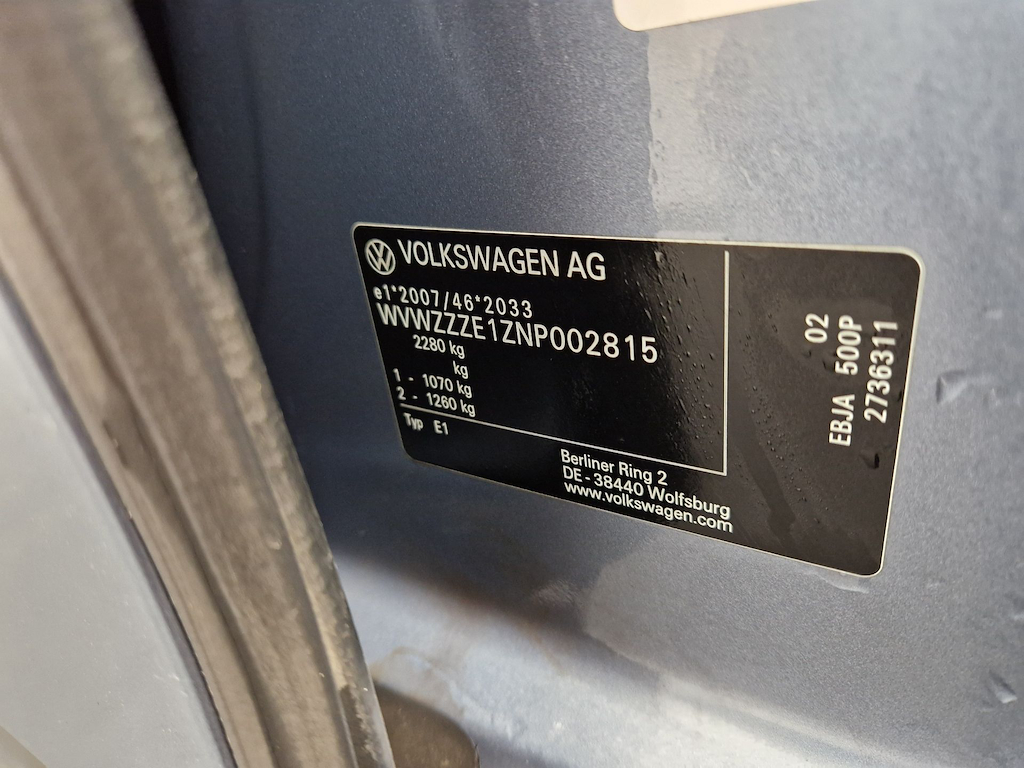 VOLKSWAGEN AG
e1*2007/46*2033
WVWZZZE1ZNP002815
2280 kg
kg
1 - 1070 kg
2 - 1260 kg
Typ E1
Berliner Ring 2
DE - 38440 Wolfsburg
www.volkswagen.com
02
EBJA 500P
2736311